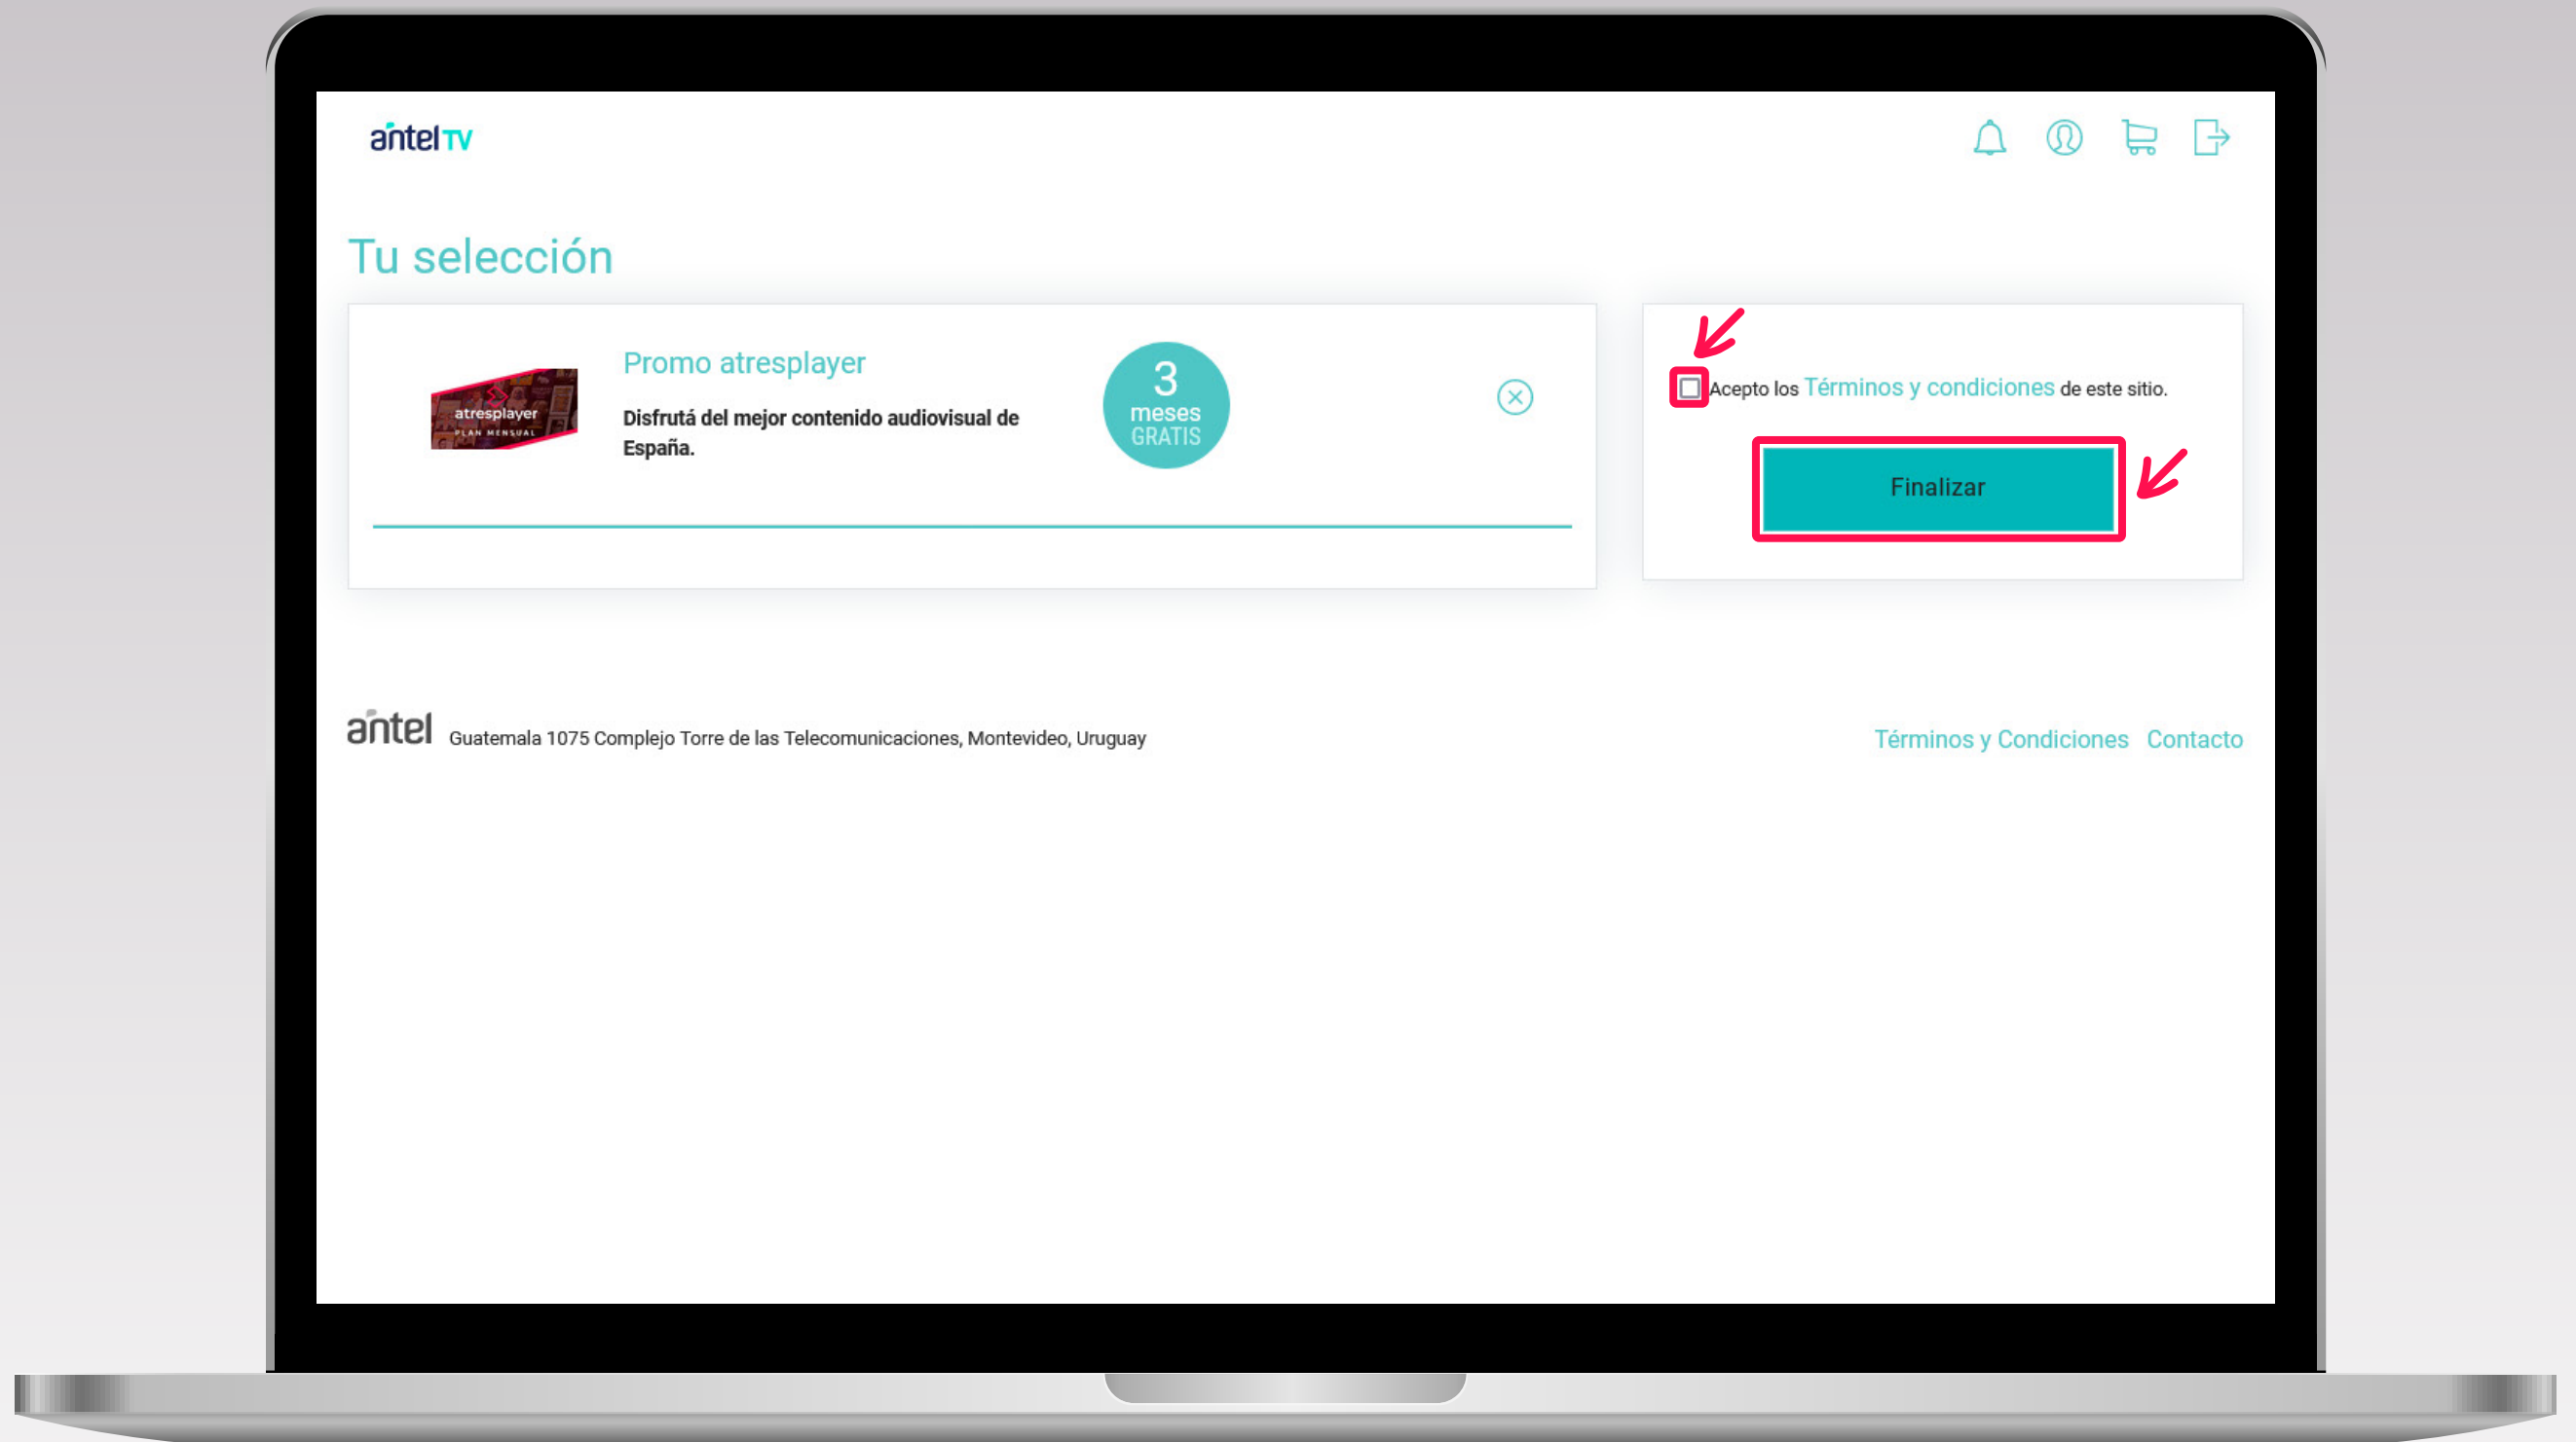 antel TV
Tu selección
Promo atresplayer
Disfrutá del mejor contenido audiovisual de
España.
atresplayer
PLAN MENSUAL
3
meses
GRATIS
Acepto los Términos y condiciones de este sitio.
Finalizar
antel Guatemala 1075 Complejo Torre de las Telecomunicaciones, Montevideo, Uruguay
Términos y Condiciones Contacto